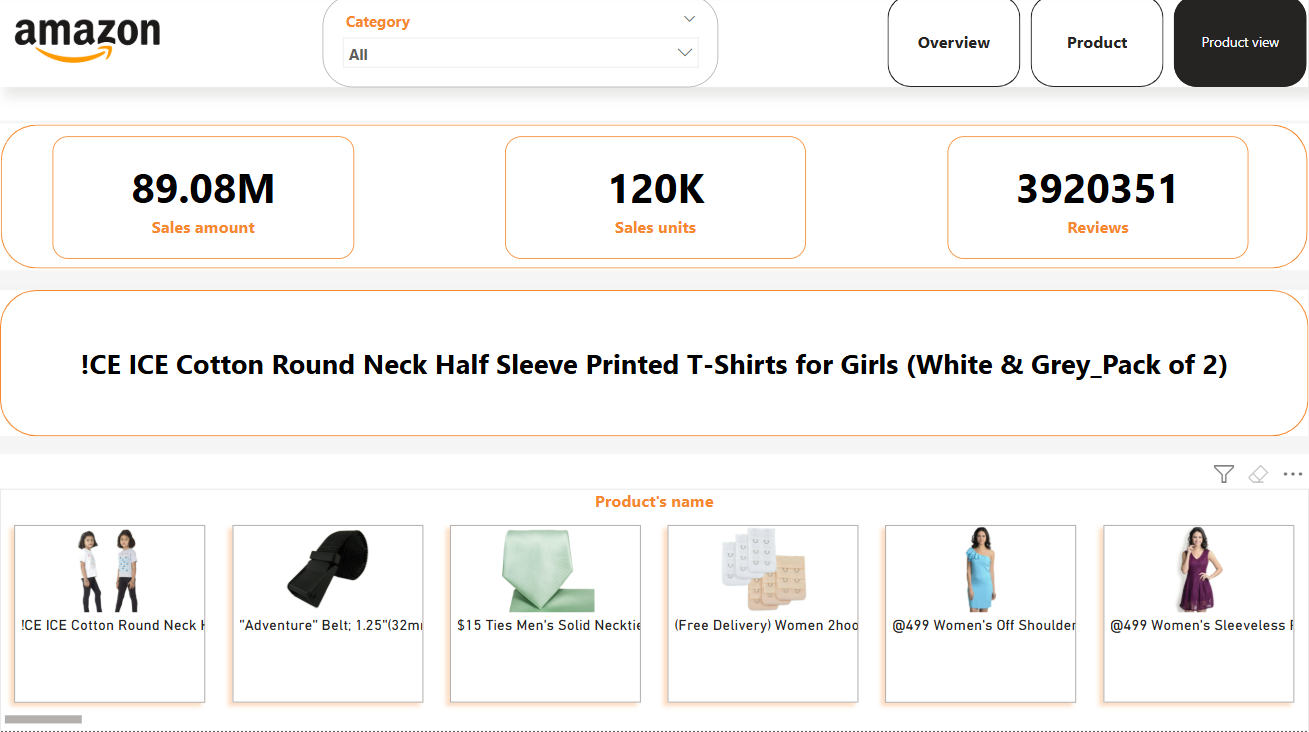 amazon
Category
All
Overview
Product
Product view
89.08M
Sales amount
120K
Sales units
3920351
Reviews
!CE ICE Cotton Round Neck Half Sleeve Printed T-Shirts for Girls (White & Grey_Pack of 2)
Product's name
!CE ICE Cotton Round Neck
"Adventure" Belt; 1.25"(32mm
$15 Ties Men's Solid Necktie
(Free Delivery) Women 2hoo
@499 Women's Off Shoulder
@499 Women's Sleeveless